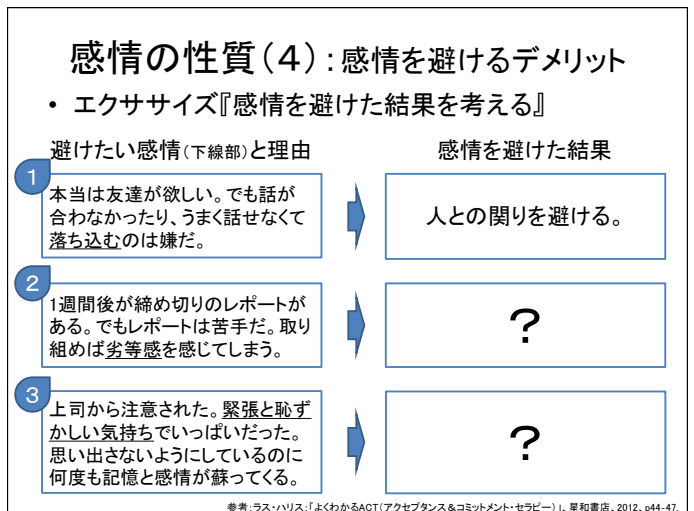 感情の性質(4):感情を避けるデメリット
• エクササイズ『感情を避けた結果を考える』
避けたい感情(下線部)と理由
感情を避けた結果
1
本当は友達が欲しい。でも話が
合わなかったり、うまく話せなくて
落ち込むのは嫌だ。
人との関りを避ける。
2
1週間後が締め切りのレポートが
ある。でもレポートは苦手だ。取り
組めば劣等感を感じてしまう。
?
3
上司から注意された。緊張と恥ず
かしい気持ちでいっぱいだった。
思い出さないようにしているのに
何度も記憶と感情が蘇ってくる。
?
参考:ラス・ハリス:「よくわかるACT(アクセプタンス&コミットメント・セラピー)」、星和書店、2012、p44-47.